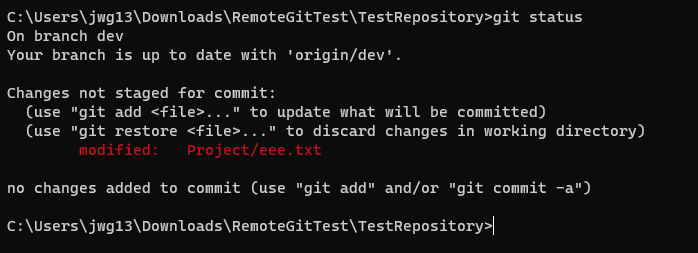 C:\Users\jwg13\Downloads\RemoteGitTest\TestRepository>git status
On branch dev
Your branch is up to date with 'origin/dev'.

Changes not staged for commit:
  (use "git add <file>..." to update what will be committed)
  (use "git restore <file>..." to discard changes in working directory)
        modified:   Project/eee.txt

no changes added to commit (use "git add" and/or "git commit -a")

C:\Users\jwg13\Downloads\RemoteGitTest\TestRepository>